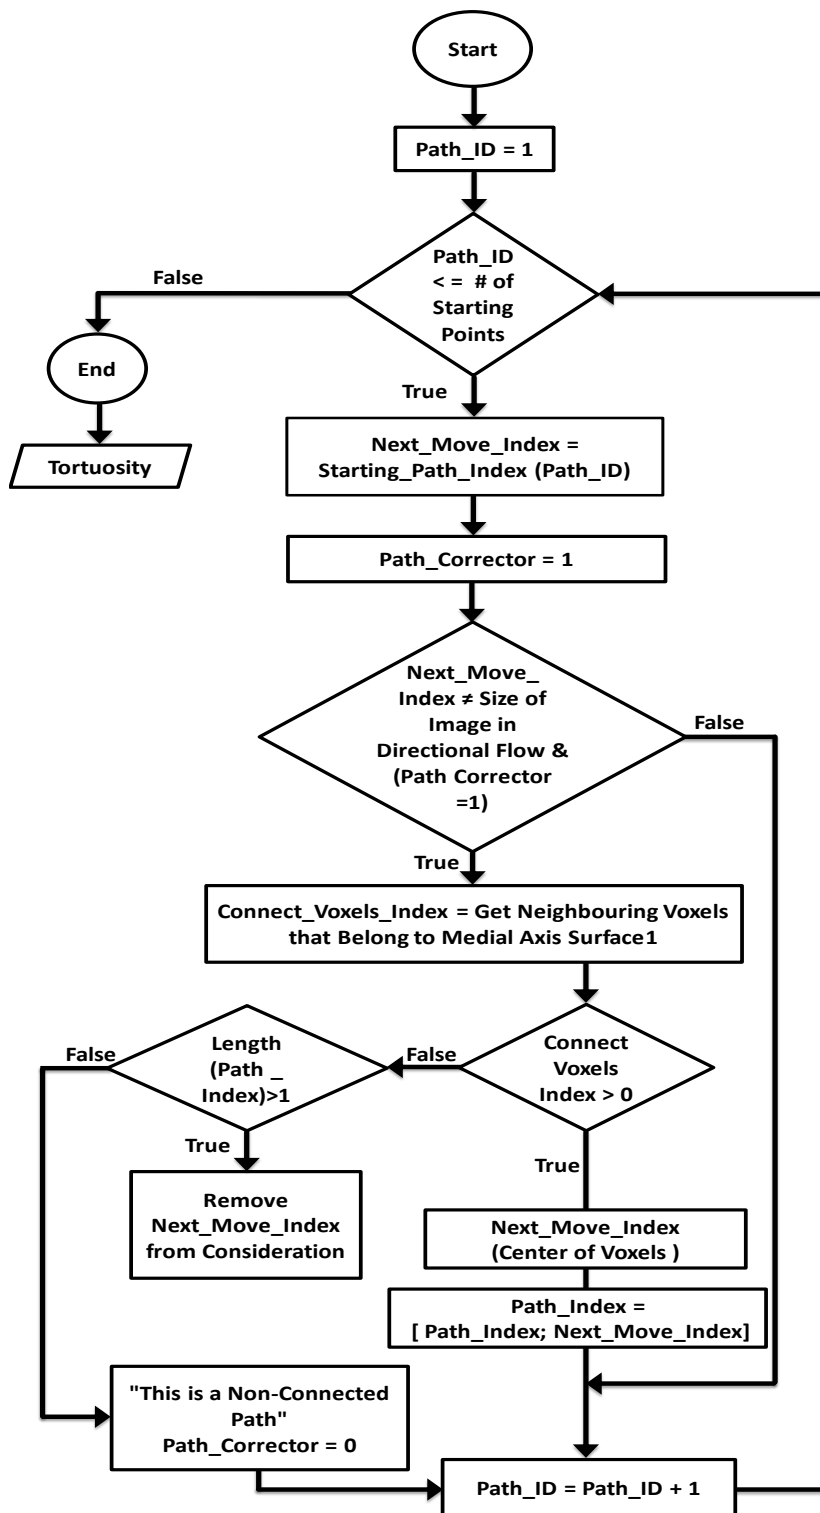 Start
Path_ID = 1
Path_ID
< = # of
Starting
Points
False
End
Tortuosity
True
Next_Move_Index =
Starting_Path_Index (Path_ID)
Path_Corrector = 1
Next_Move_
Index ≠ Size of
Image in
Directional Flow &
(Path Corrector
=1)
False
True
Connect_Voxels_Index = Get Neighbouring Voxels
that Belong to Medial Axis Surface1
Connect
Voxels
Index > 0
False
Length
(Path _
Index)>1
False
True
Remove
Next_Move_Index
from Consideration
True
Next_Move_Index
(Center of Voxels )
Path_Index =
[ Path_Index; Next_Move_Index]
"This is a Non-Connected
Path"
Path_Corrector = 0
Path_ID = Path_ID + 1